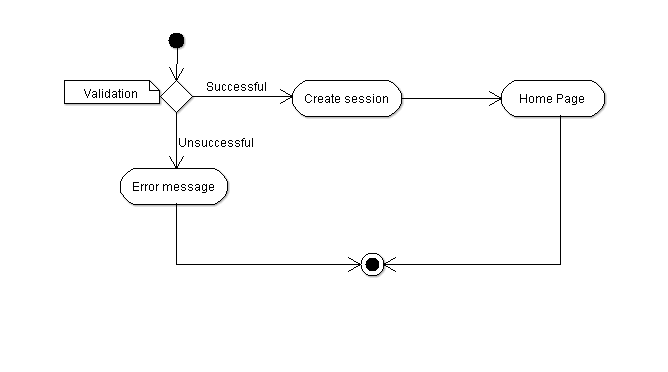 Successful
Validation
Create session
Home Page
Unsuccessful
Error message